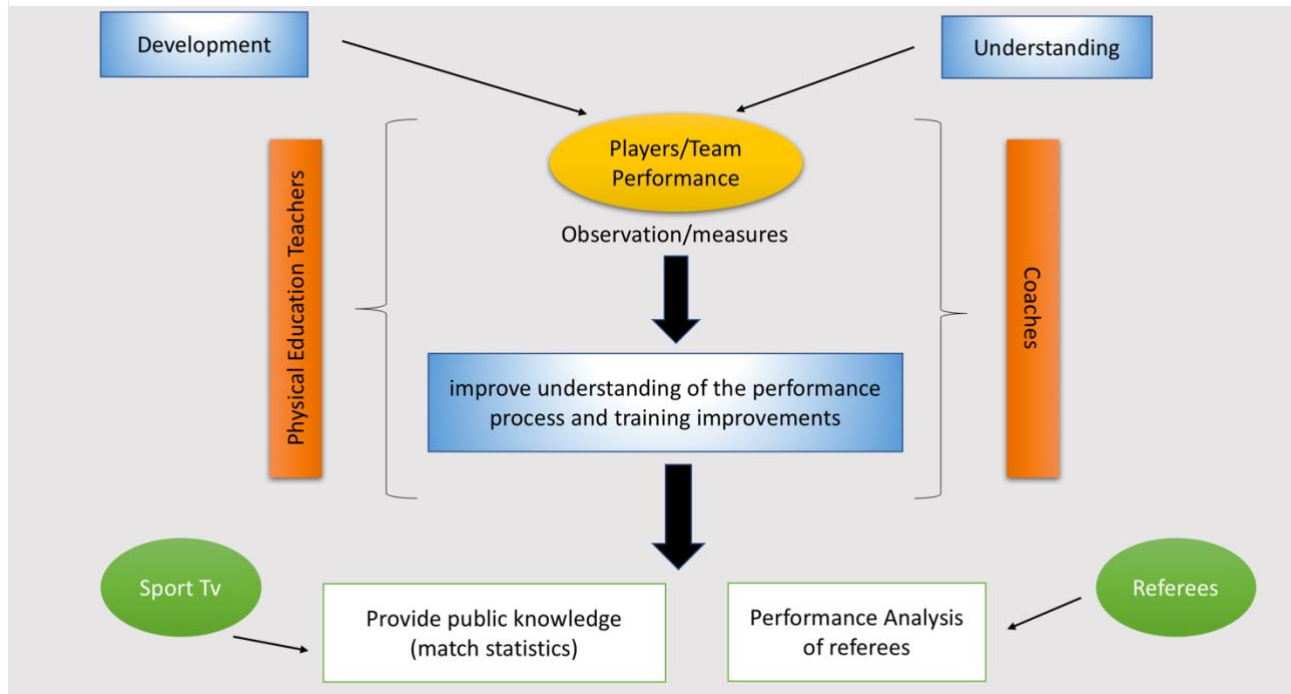 Development
Understanding
Players/Team
Performance
Observation/measures
Physical Education Teachers
Coaches
improve understanding of the performance
process and training improvements
Sport Tv
Referees
Provide public knowledge
(match statistics)
Performance Analysis
of referees